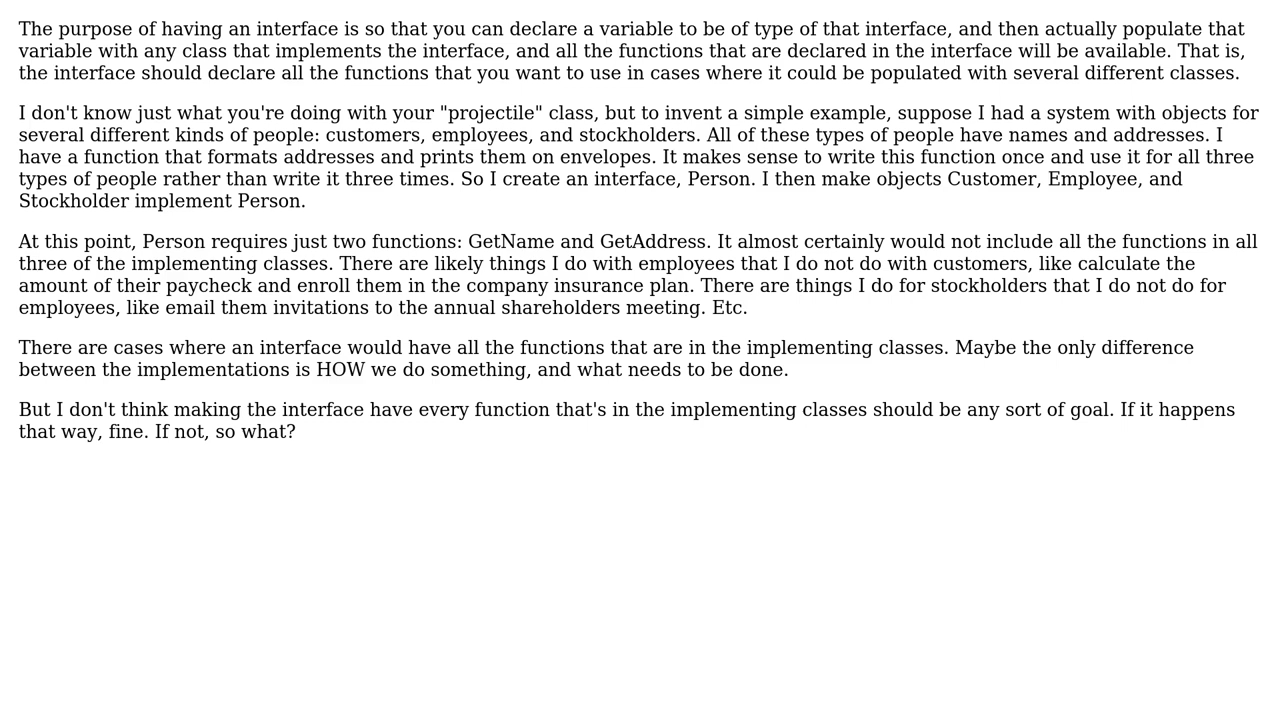 The purpose of having an interface is so that you can declare a variable to be of type of that interface, and then actually populate that
variable with any class that implements the interface, and all the functions that are declared in the interface will be available. That is,
the interface should declare all the functions that you want to use in cases where it could be populated with several different classes.
I don't know just what you're doing with your "projectile" class, but to invent a simple example, suppose I had a system with objects for
several different kinds of people: customers, employees, and stockholders. All of these types of people have names and addresses. I
have a function that formats addresses and prints them on envelopes. It makes sense to write this function once and use it for all three
types of people rather than write it three times. So I create an interface, Person. I then make objects Customer, Employee, and
Stockholder implement Person.
At this point, Person requires just two functions: GetName and GetAddress. It almost certainly would not include all the functions in all
three of the implementing classes. There are likely things I do with employees that I do not do with customers, like calculate the
amount of their paycheck and enroll them in the company insurance plan. There are things I do for stockholders that I do not do for
employees, like email them invitations to the annual shareholders meeting. Etc.
There are cases where an interface would have all the functions that are in the implementing classes. Maybe the only difference
between the implementations is HOW we do something, and what needs to be done.
But I don't think making the interface have every function that's in the implementing classes should be any sort of goal. If it happens
that way, fine. If not, so what?